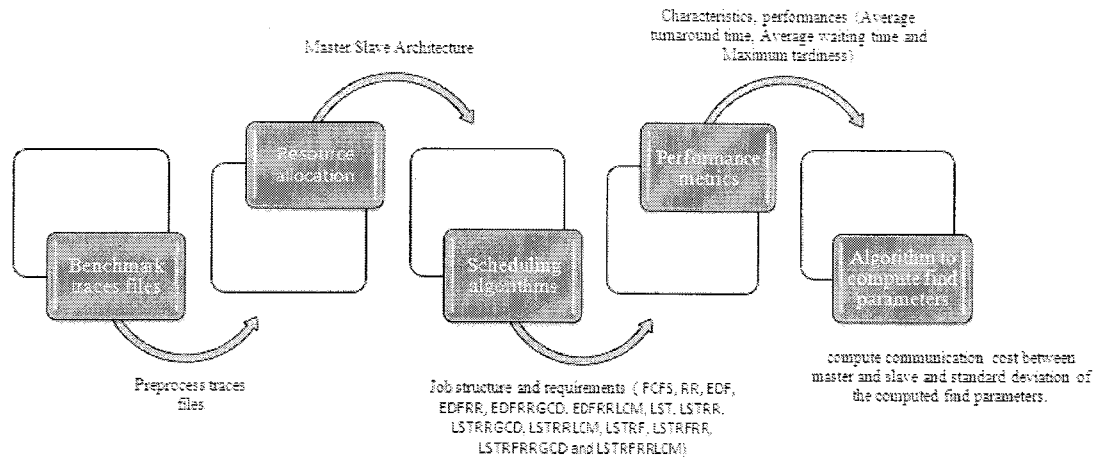 Characteristics, performances (Average
turnaround time, Average waiting time and
Maximum tardiness)
Master Slave Architecture
Resource
allocation
Performance
metrics
Benchmark
traces files
Scheduling
algorithms
Algorithm to
compute find
parameters
Preprocess traces
files
Job structure and requirements ( FCFS, RR, EDF,
EDFRR, EDFRRGCD, EDFRRLCM, LST, LSTRR,
LSTRRGCD, LSTRRLCM, LSTRF, LSTRFRR,
LSTRFRRGCD and LSTRFRRLCM)
compute communication cost between
master and slave and standard deviation of
the computed find parameters.